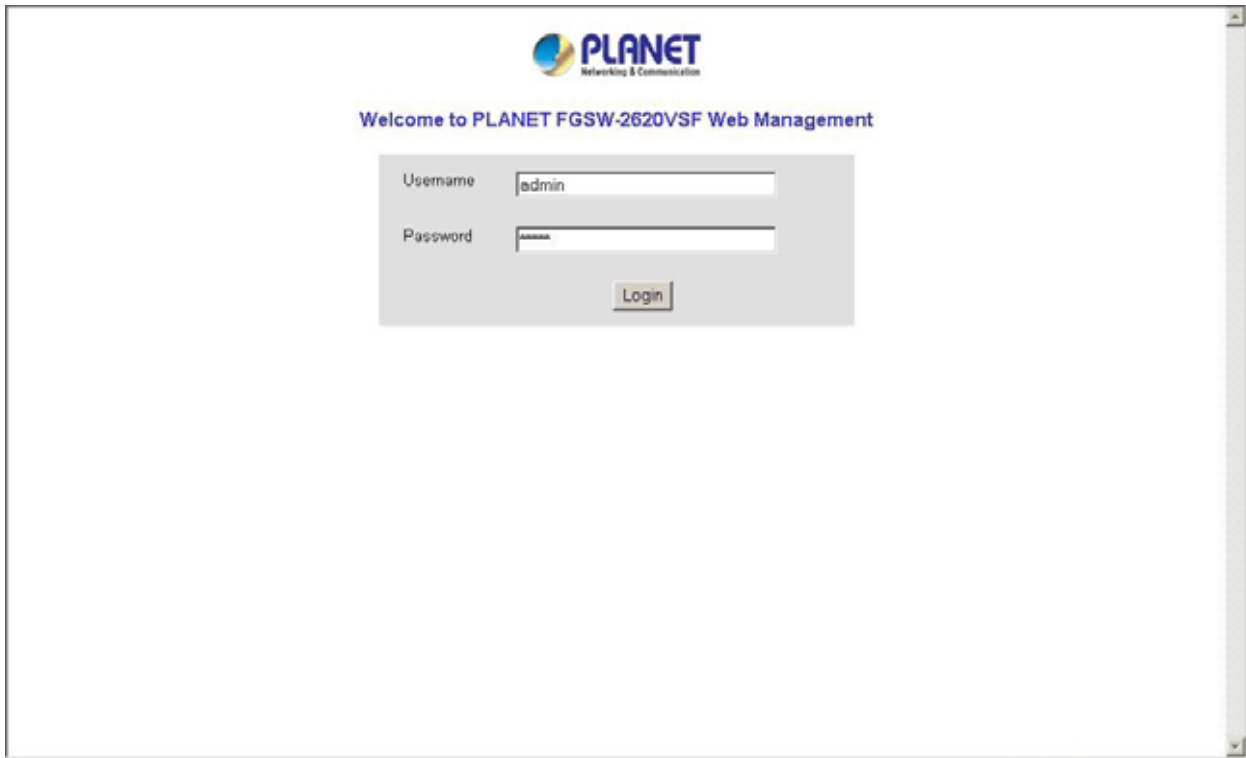 PLANET
Networking & Communication
Welcome to PLANET FGSW-2620VSF Web Management
Username admin
Password *****
Login